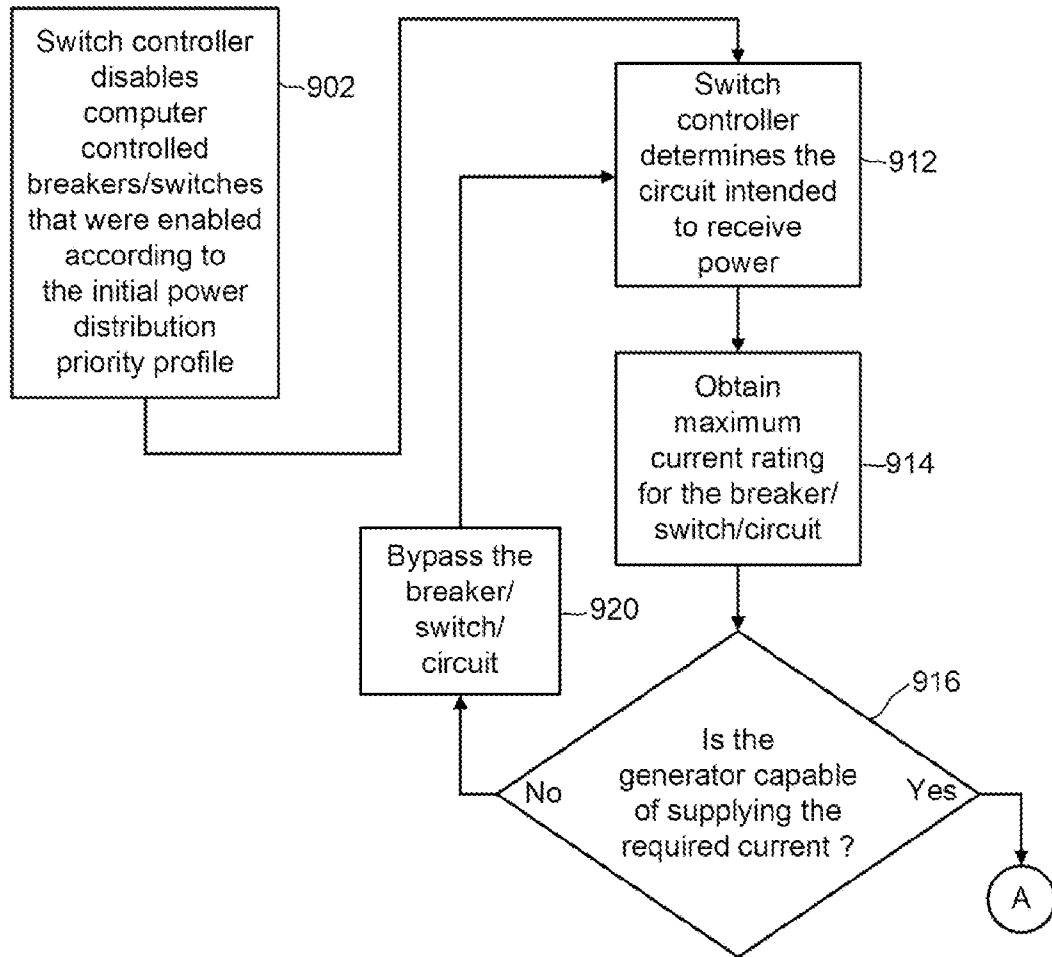 Switch controller
disables
computer
controlled
breakers/switches
that were enabled
according to
the initial power
distribution
priority profile
902
Switch
controller
determines the
circuit intended
to receive
power
912
Obtain
maximum
current rating
for the breaker/
switch/circuit
914
Bypass the
breaker/
switch/
circuit
920
916
Is the
generator capable
of supplying the
required current ?
No
Yes
A